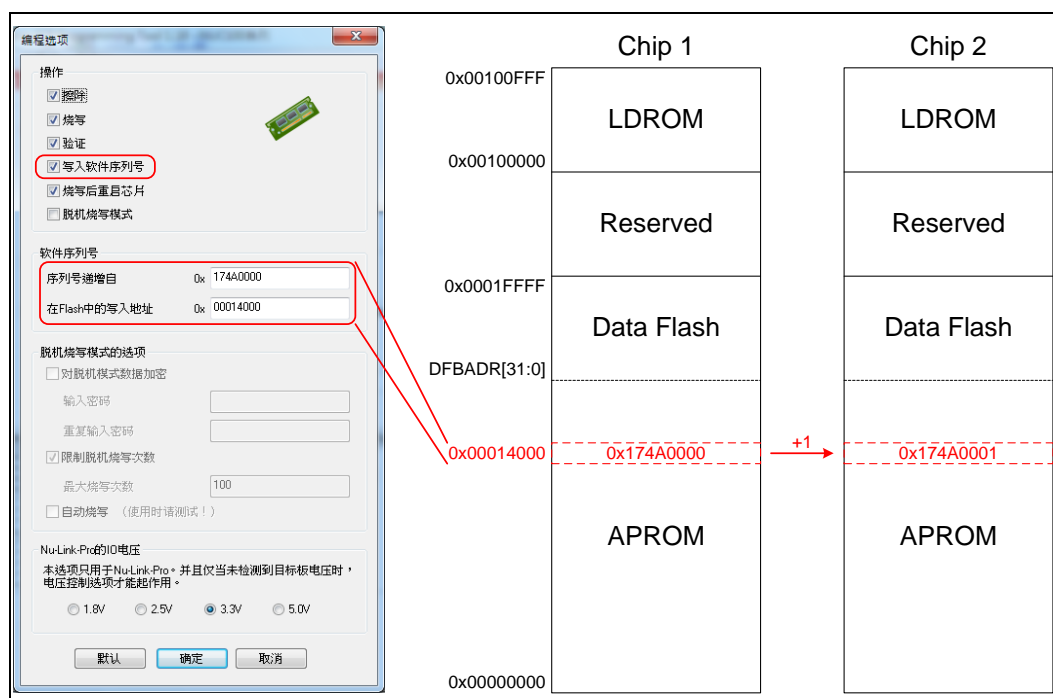 编程选项
操作
擦除
烧写
验证
写入软件序列号
烧写后重启芯片
脱机烧写模式
软件序列号
序列号递增自 0x 174A0000
在Flash中的写入地址 0x 00014000
脱机烧写模式的选项
对脱机模式数据加密
输入密码
重复输入密码
限制脱机烧写次数
最大烧写次数 100
自动烧写 (使用时请测试!)
Nu-Link-Pro的IO电压
本选项只用于Nu-Link-Pro。并且仅当未检测到目标板电压时,
电压控制选项才能起作用。
1.8V 2.5V 3.3V 5.0V
默认 确定 取消
Chip 1 Chip 2
0x00100FFF
LDROM LDROM
0x00100000
Reserved Reserved
0x0001FFFF
Data Flash Data Flash
DFBADR[31:0]
0x00014000 0x174A0000 +1 0x174A0001
APROM APROM
0x00000000